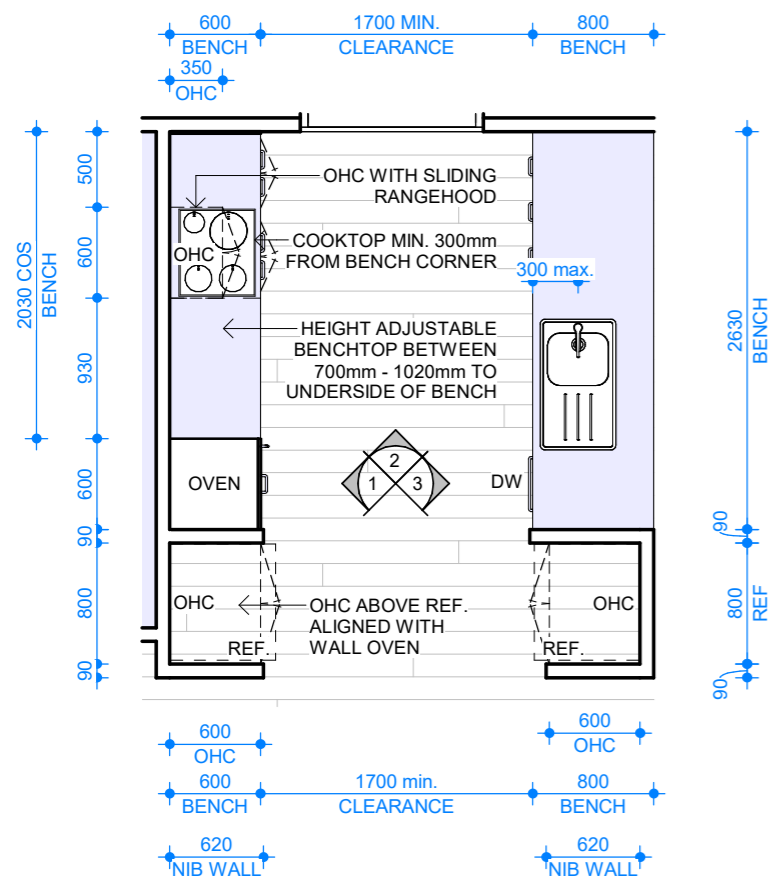 600
BENCH
1700 MIN.
CLEARANCE
800
BENCH
350
OHC
500
600
930
600
90
800
90
2030 COS
BENCH
OHC WITH SLIDING
RANGEHOOD
OHC
COOKTOP MIN. 300mm
FROM BENCH CORNER
300 max.
HEIGHT ADJUSTABLE
BENCHTOP BETWEEN
700mm - 1020mm TO
UNDERSIDE OF BENCH
2630
BENCH
OVEN
1
2
3
DW
90
800
REF
90
OHC
OHC ABOVE REF.
ALIGNED WITH
WALL OVEN
REF.
OHC
REF.
600
OHC
600
OHC
600
BENCH
1700 min.
CLEARANCE
800
BENCH
620
NIB WALL
620
NIB WALL